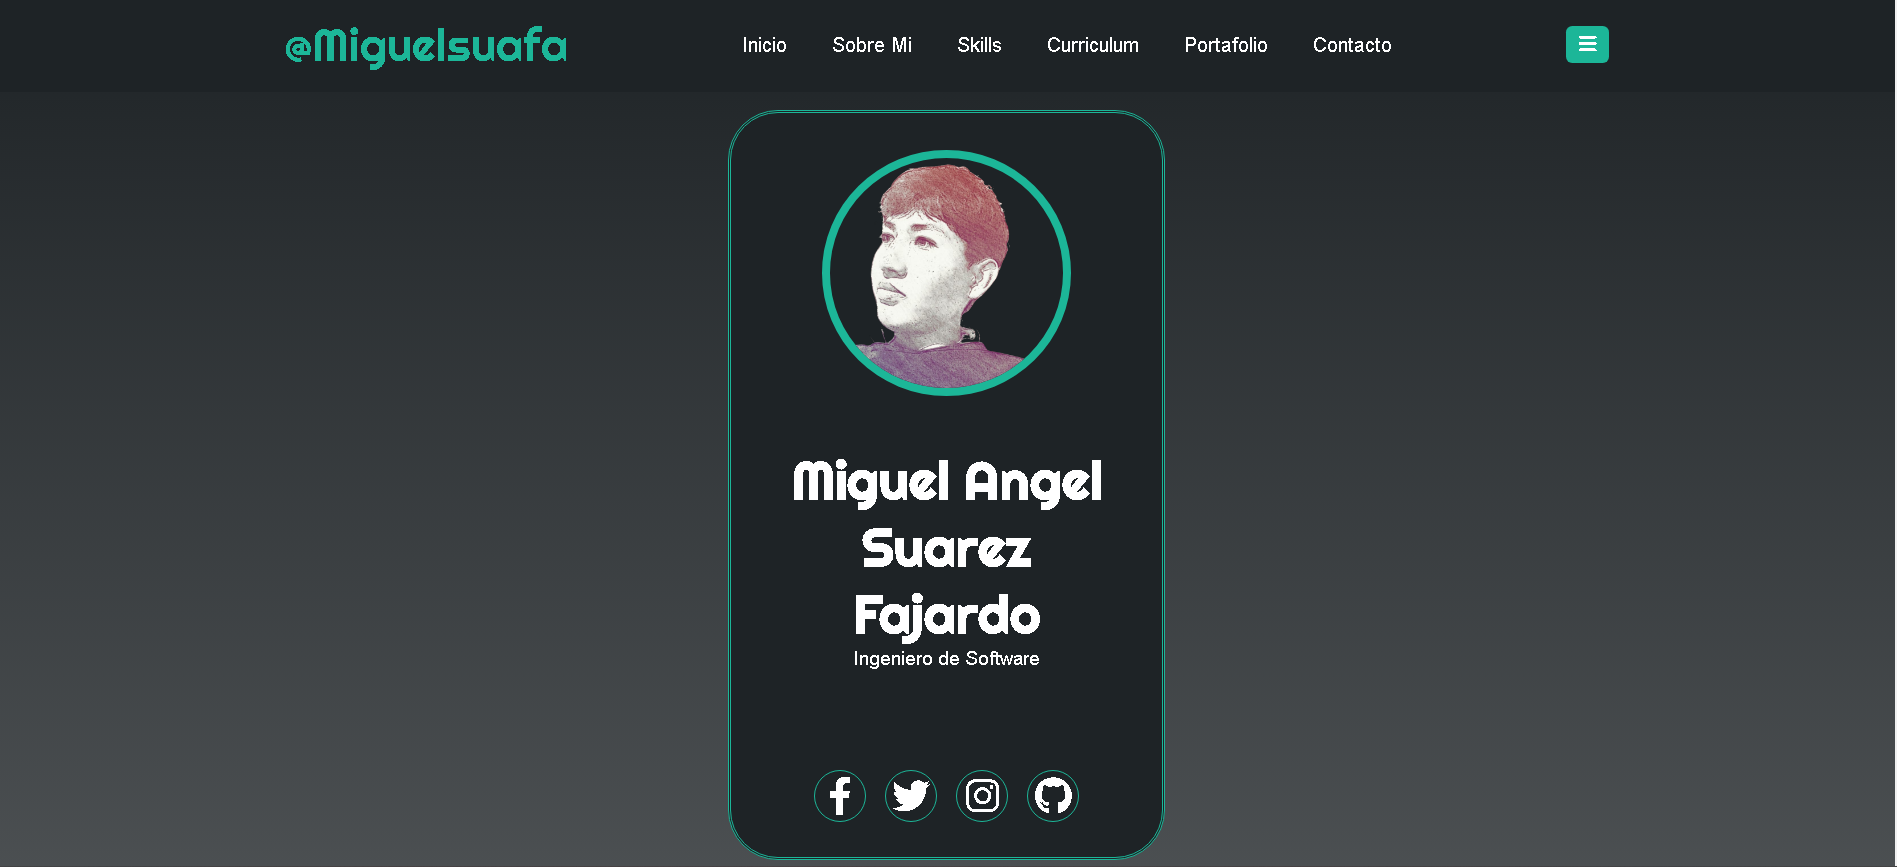 @Miguelsuafa
Inicio Sobre Mi Skills Curriculum Portafolio Contacto
Miguel Angel
Suarez
Fajardo
Ingeniero de Software